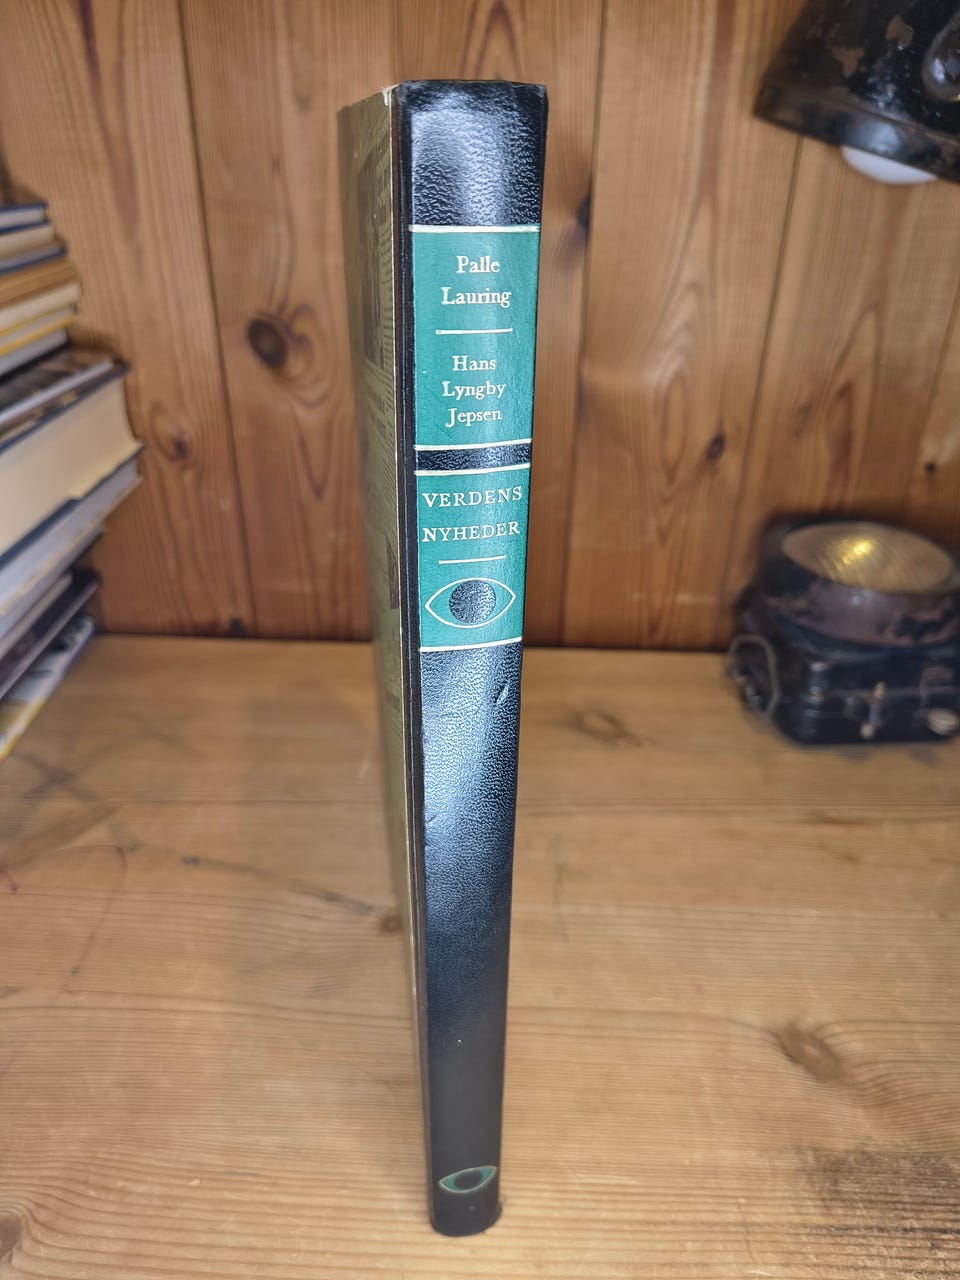 Palle
Lauring
Hans
Lyngby
Jepsen
VERDENS
NYHEDER